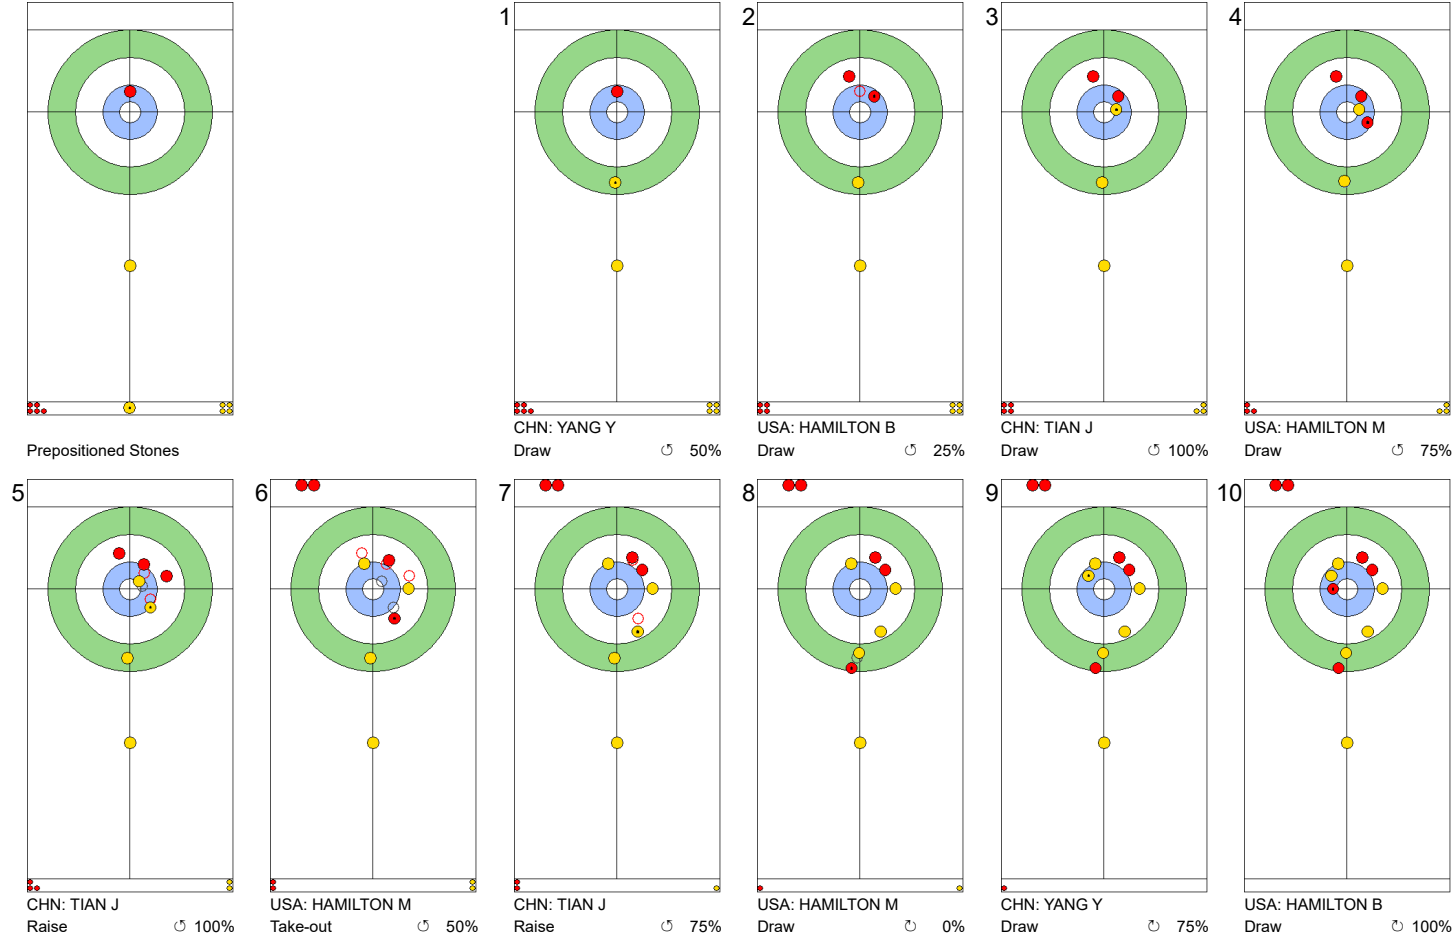 1
2
3
4
Prepositioned Stones
CHN: YANG Y
Draw 50%
USA: HAMILTON B
Draw 25%
CHN: TIAN J
Draw 100%
USA: HAMILTON M
Draw 75%
5
6
7
8
9
10
CHN: TIAN J
Raise 100%
USA: HAMILTON M
Take-out 50%
CHN: TIAN J
Raise 75%
USA: HAMILTON M
Draw 0%
CHN: YANG Y
Draw 75%
USA: HAMILTON B
Draw 100%